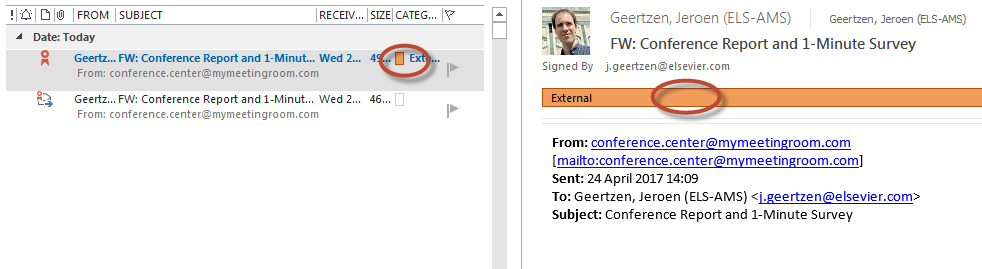 ! FROM SUBJECT RECEIV... SIZE CATEG...
Date: Today
Geertz... FW: Conference Report and 1-Minut... Wed 2... 49... Exte...
From: conference.center@mymeetingroom.com
Geertz... FW: Conference Report and 1-Minut... Wed 2... 46...
From: conference.center@mymeetingroom.com
Geertzen, Jeroen (ELS-AMS) Geertzen, Jeroen (ELS-AMS)
FW: Conference Report and 1-Minute Survey
Signed By j.geertzen@elsevier.com
External
From: conference.center@mymeetingroom.com
[mailto:conference.center@mymeetingroom.com]
Sent: 24 April 2017 14:09
To: Geertzen, Jeroen (ELS-AMS) <j.geertzen@elsevier.com>
Subject: Conference Report and 1-Minute Survey